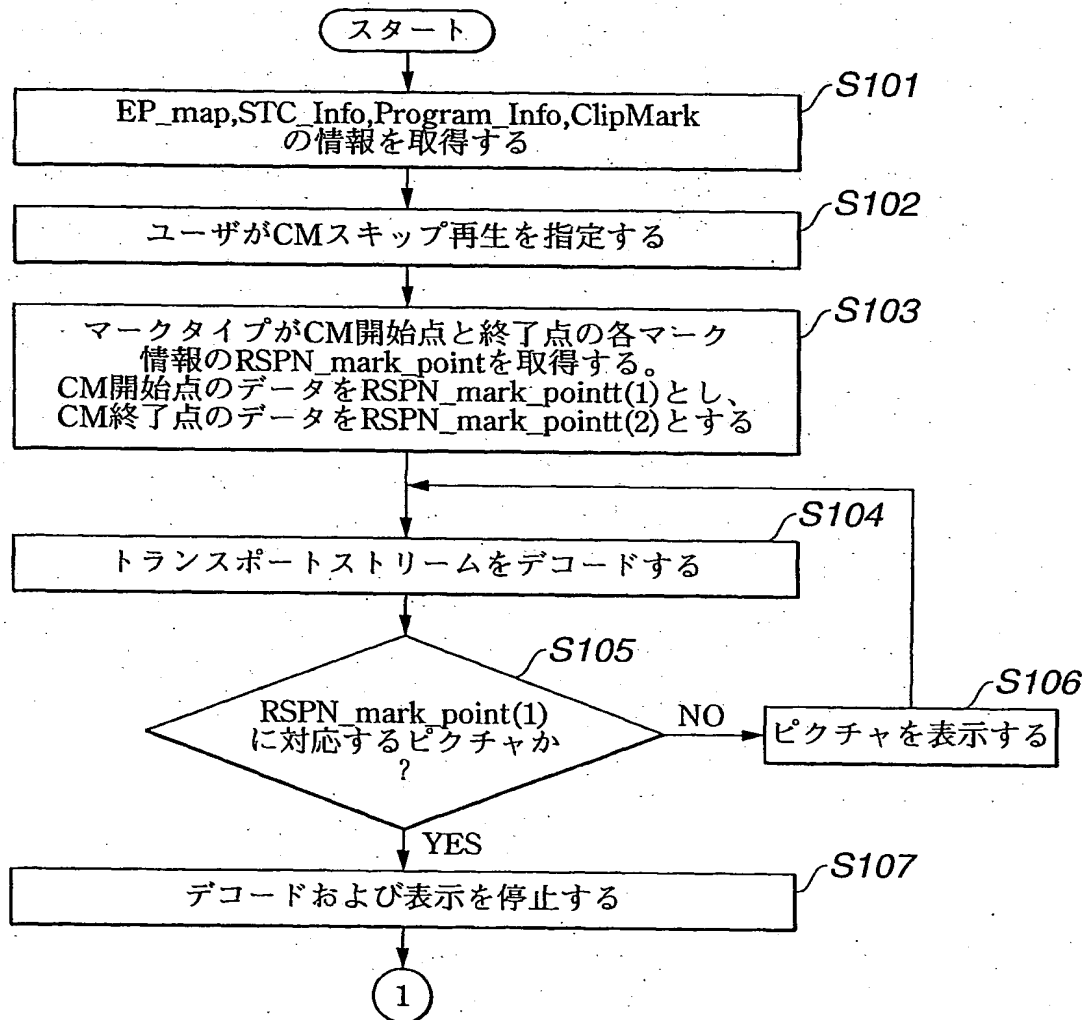 スタート
S101
EP_map,STC_Info,Program_Info,ClipMark
の情報を取得する
S102
ユーザがCMスキップ再生を指定する
S103
マークタイプがCM開始点と終了点の各マーク
情報のRSPN_mark_pointを取得する。
CM開始点のデータをRSPN_mark_pointt(1)とし、
CM終了点のデータをRSPN_mark_pointt(2)とする
S104
トランスポートストリームをデコードする
S105
RSPN_mark_point(1)
に対応するピクチャか
?
NO
S106
ピクチャを表示する
YES
S107
デコードおよび表示を停止する
1